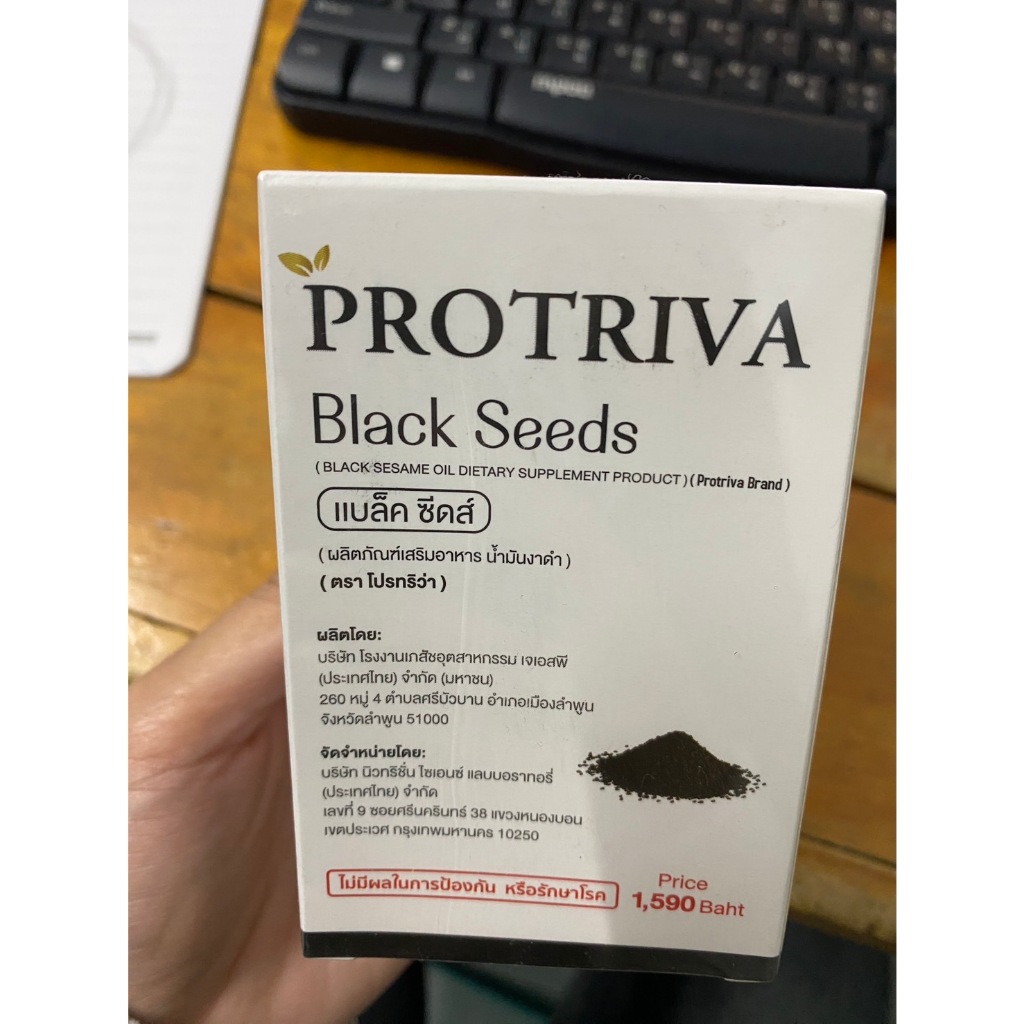 PROTRIVA
Black Seeds
( BLACK SESAME OIL DIETARY SUPPLEMENT PRODUCT ) ( Protriva Brand )
แบล็ค ซีดส์
( ผลิตภัณฑ์เสริมอาหาร น้ำมันงาดำ )
( ตรา โปรทริว่า )
ผลิตโดย:
บริษัท โรงงานเภสัชอุตสาหกรรม เจเอสพี
(ประเทศไทย) จำกัด (มหาชน)
260 หมู่ 4 ตำบลศรีบัวบาน อำเภอเมืองลำพูน
จังหวัดลำพูน 51000
จัดจำหน่ายโดย:
บริษัท นิวทริชั่น ไซเอนซ์ แลบบอราทอรี่
(ประเทศไทย) จำกัด
เลขที่ 9 ซอยศรีนครินทร์ 38 แขวงหนองบอน
เขตประเวศ กรุงเทพมหานคร 10250
ไม่มีผลในการป้องกัน หรือรักษาโรค
Price
1,590 Baht